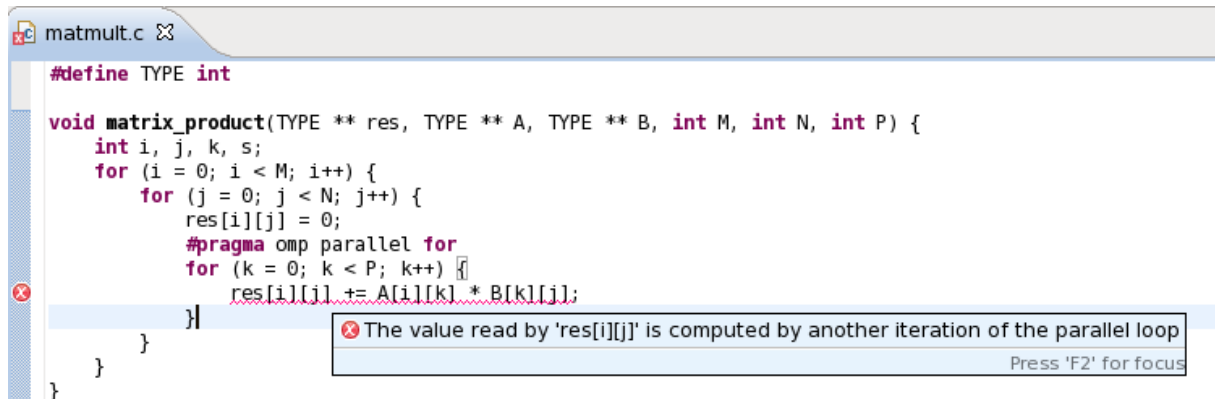 matmult.c
#define TYPE int
void matrix_product(TYPE ** res, TYPE ** A, TYPE ** B, int M, int N, int P) {
int i, j, k, s;
for (i = 0; i < M; i++) {
for (j = 0; j < N; j++) {
res[i][j] = 0;
#pragma omp parallel for
for (k = 0; k < P; k++) {
res[i][j] += A[i][k] * B[k][j];
}
The value read by 'res[i][j]' is computed by another iteration of the parallel loop
}
Press 'F2' for focus
}
}